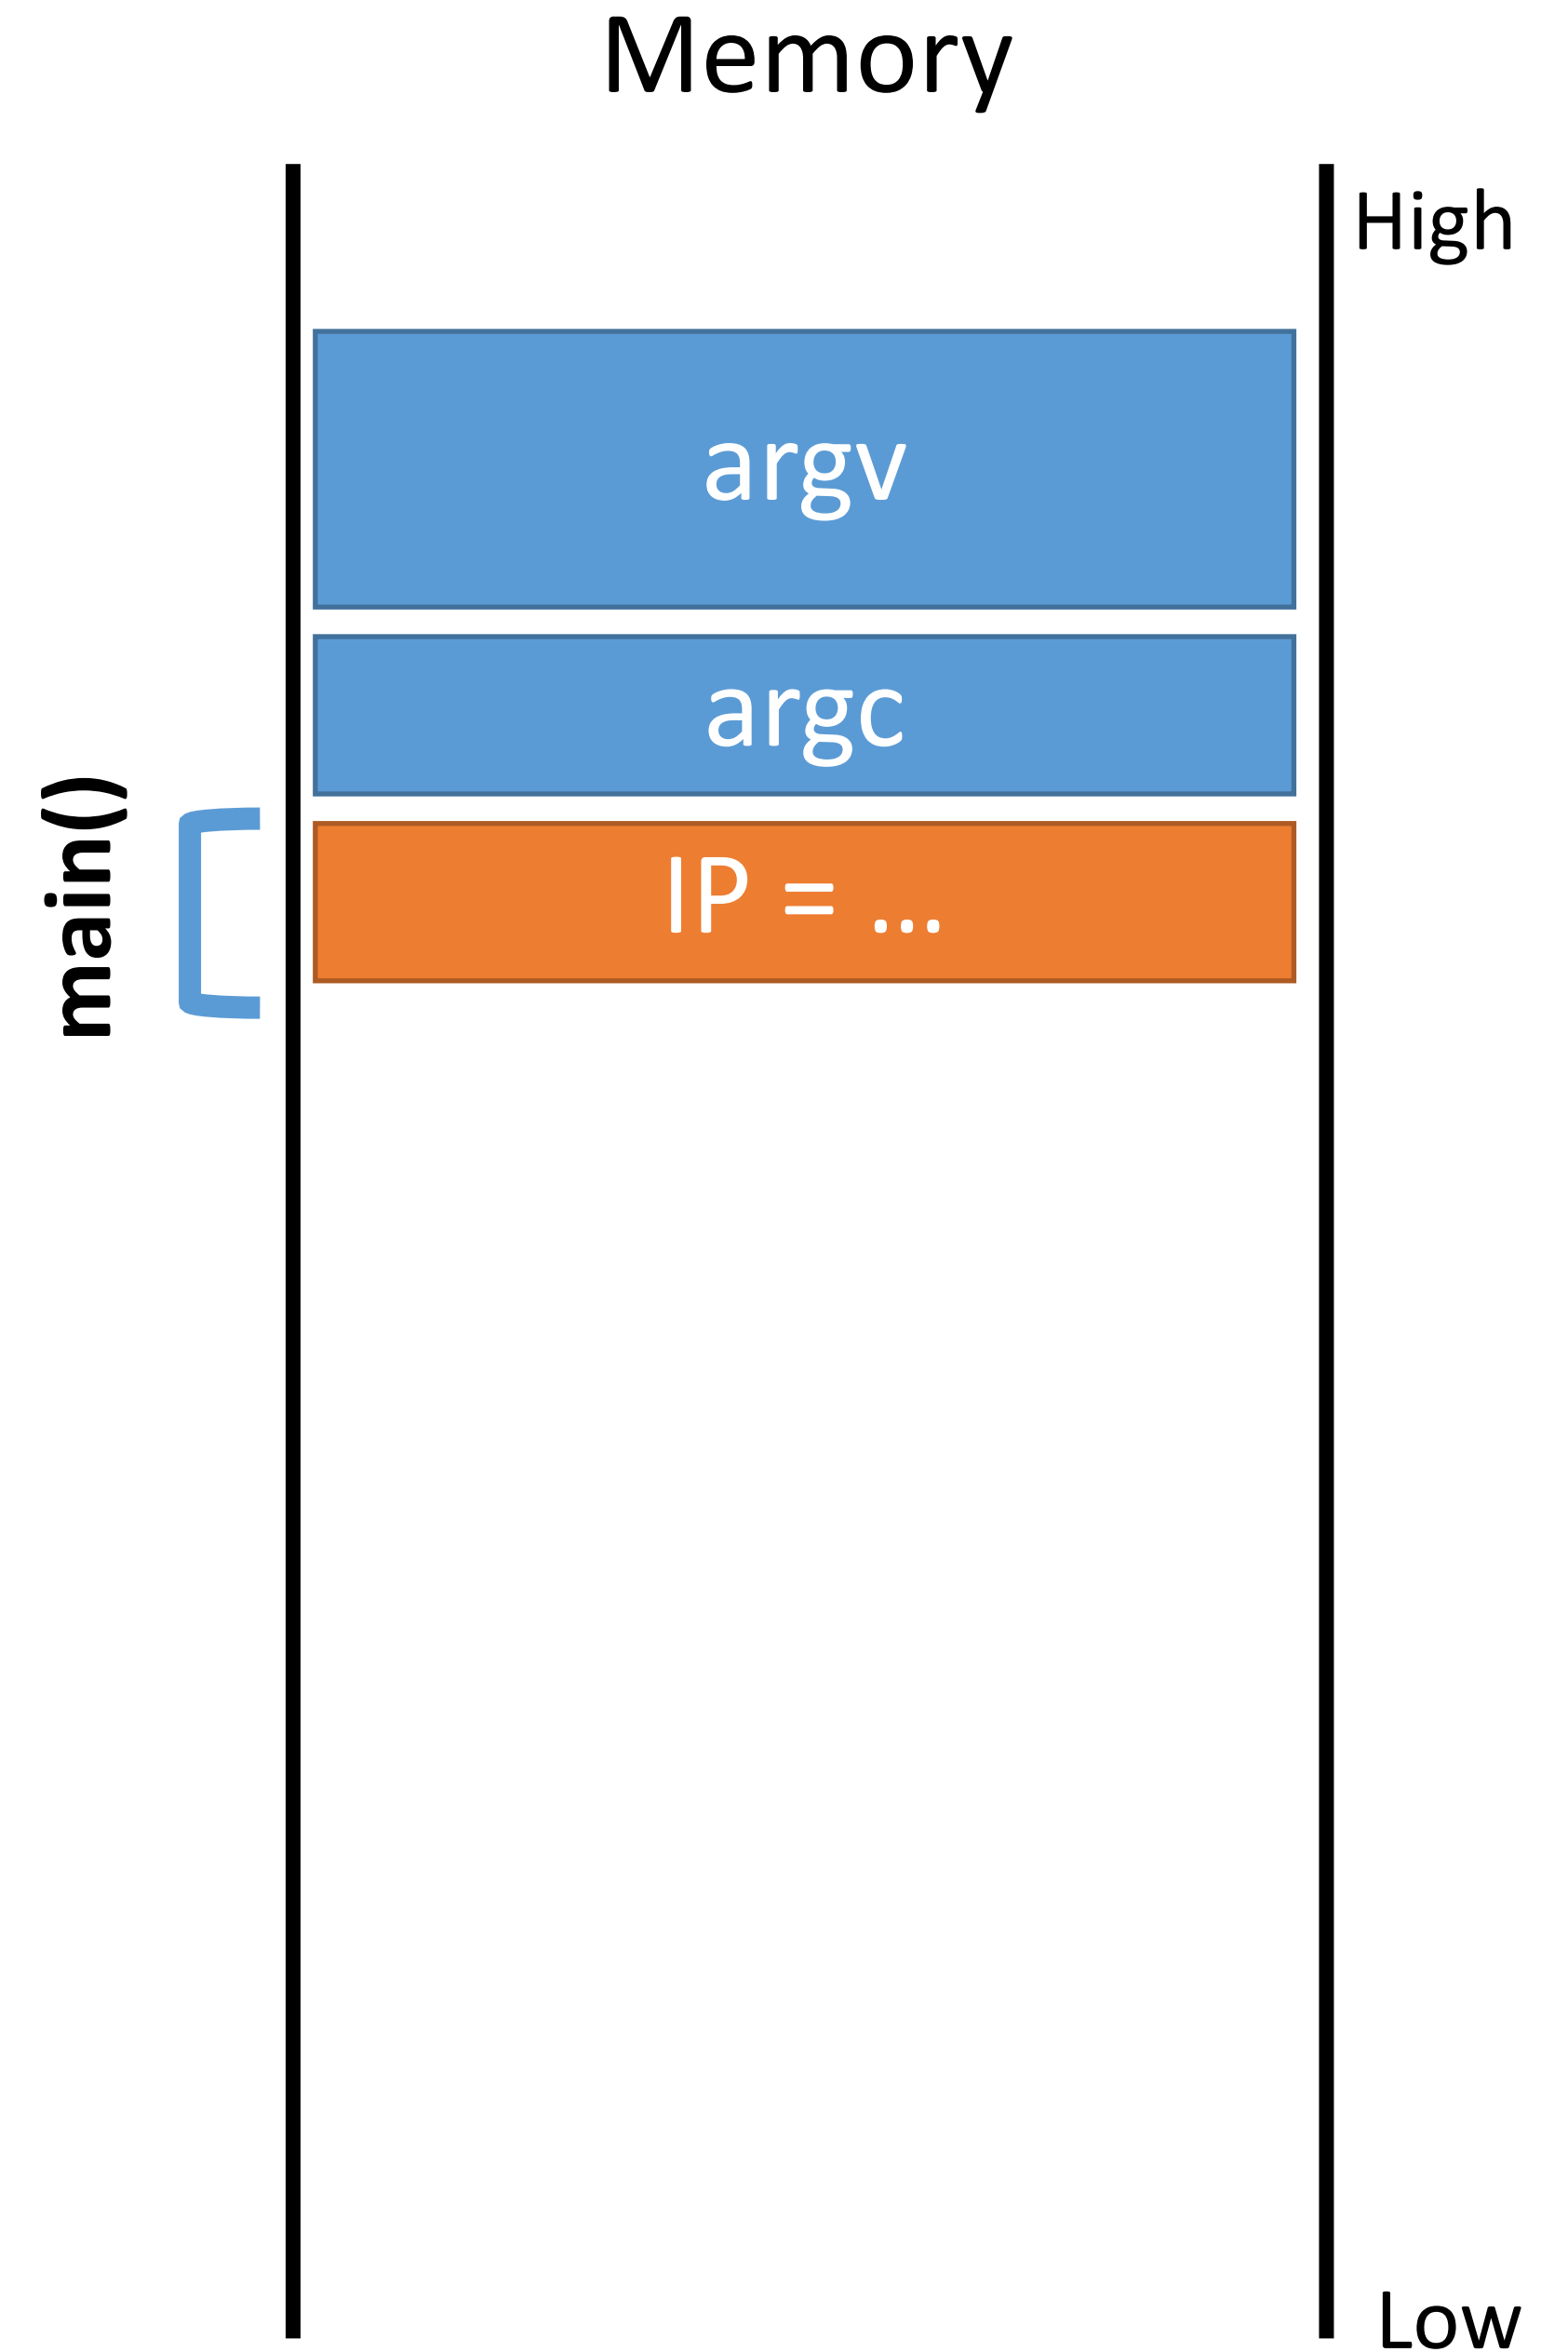 Memory
High
argv
argc
main()
IP = …
Low